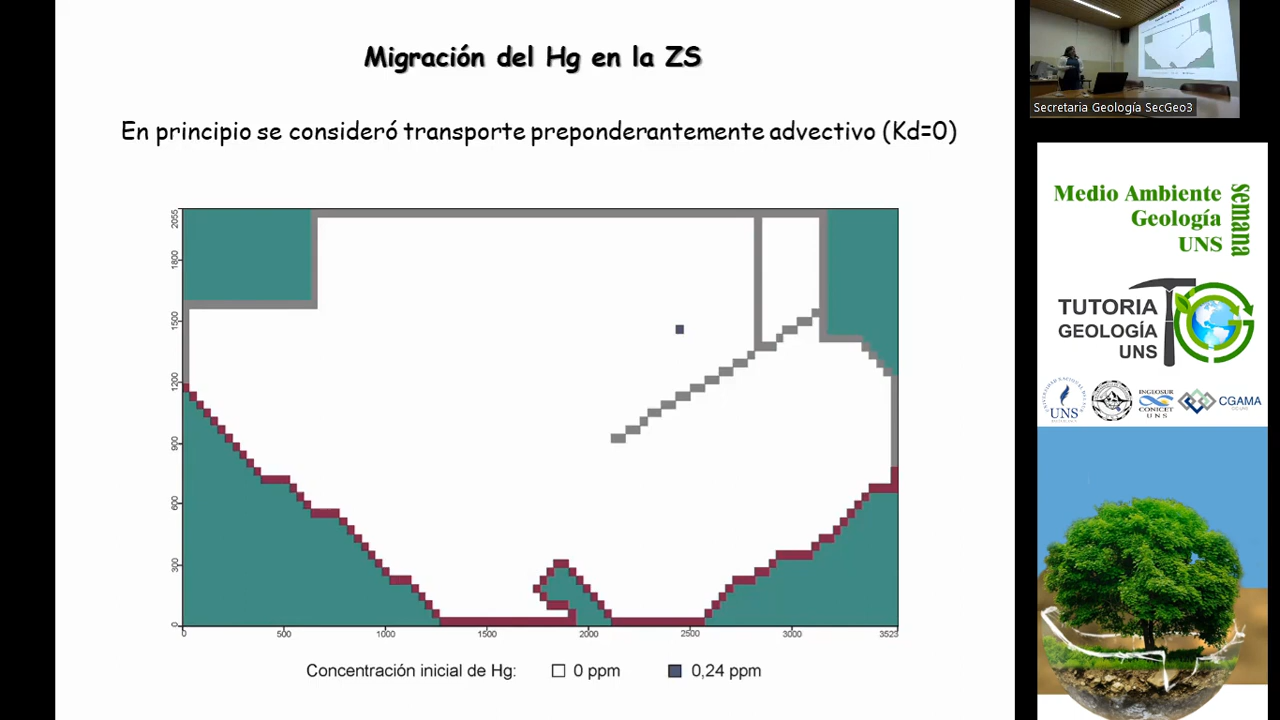 Migración del Hg en la ZS
En principio se consideró transporte preponderantemente advectivo (Kd=0)
2055
1800
1500
1200
900
600
300
0
0 500 1000 1500 2000 2500 3000 3523
Concentración inicial de Hg: 0 ppm 0,24 ppm
Secretaria Geología SecGeo3
Medio Ambiente
Geología
UNS
semana
TUTORIA
GEOLOGÍA
UNS
UNS
INGEOSUR
CONICET
UNS
CGAMA